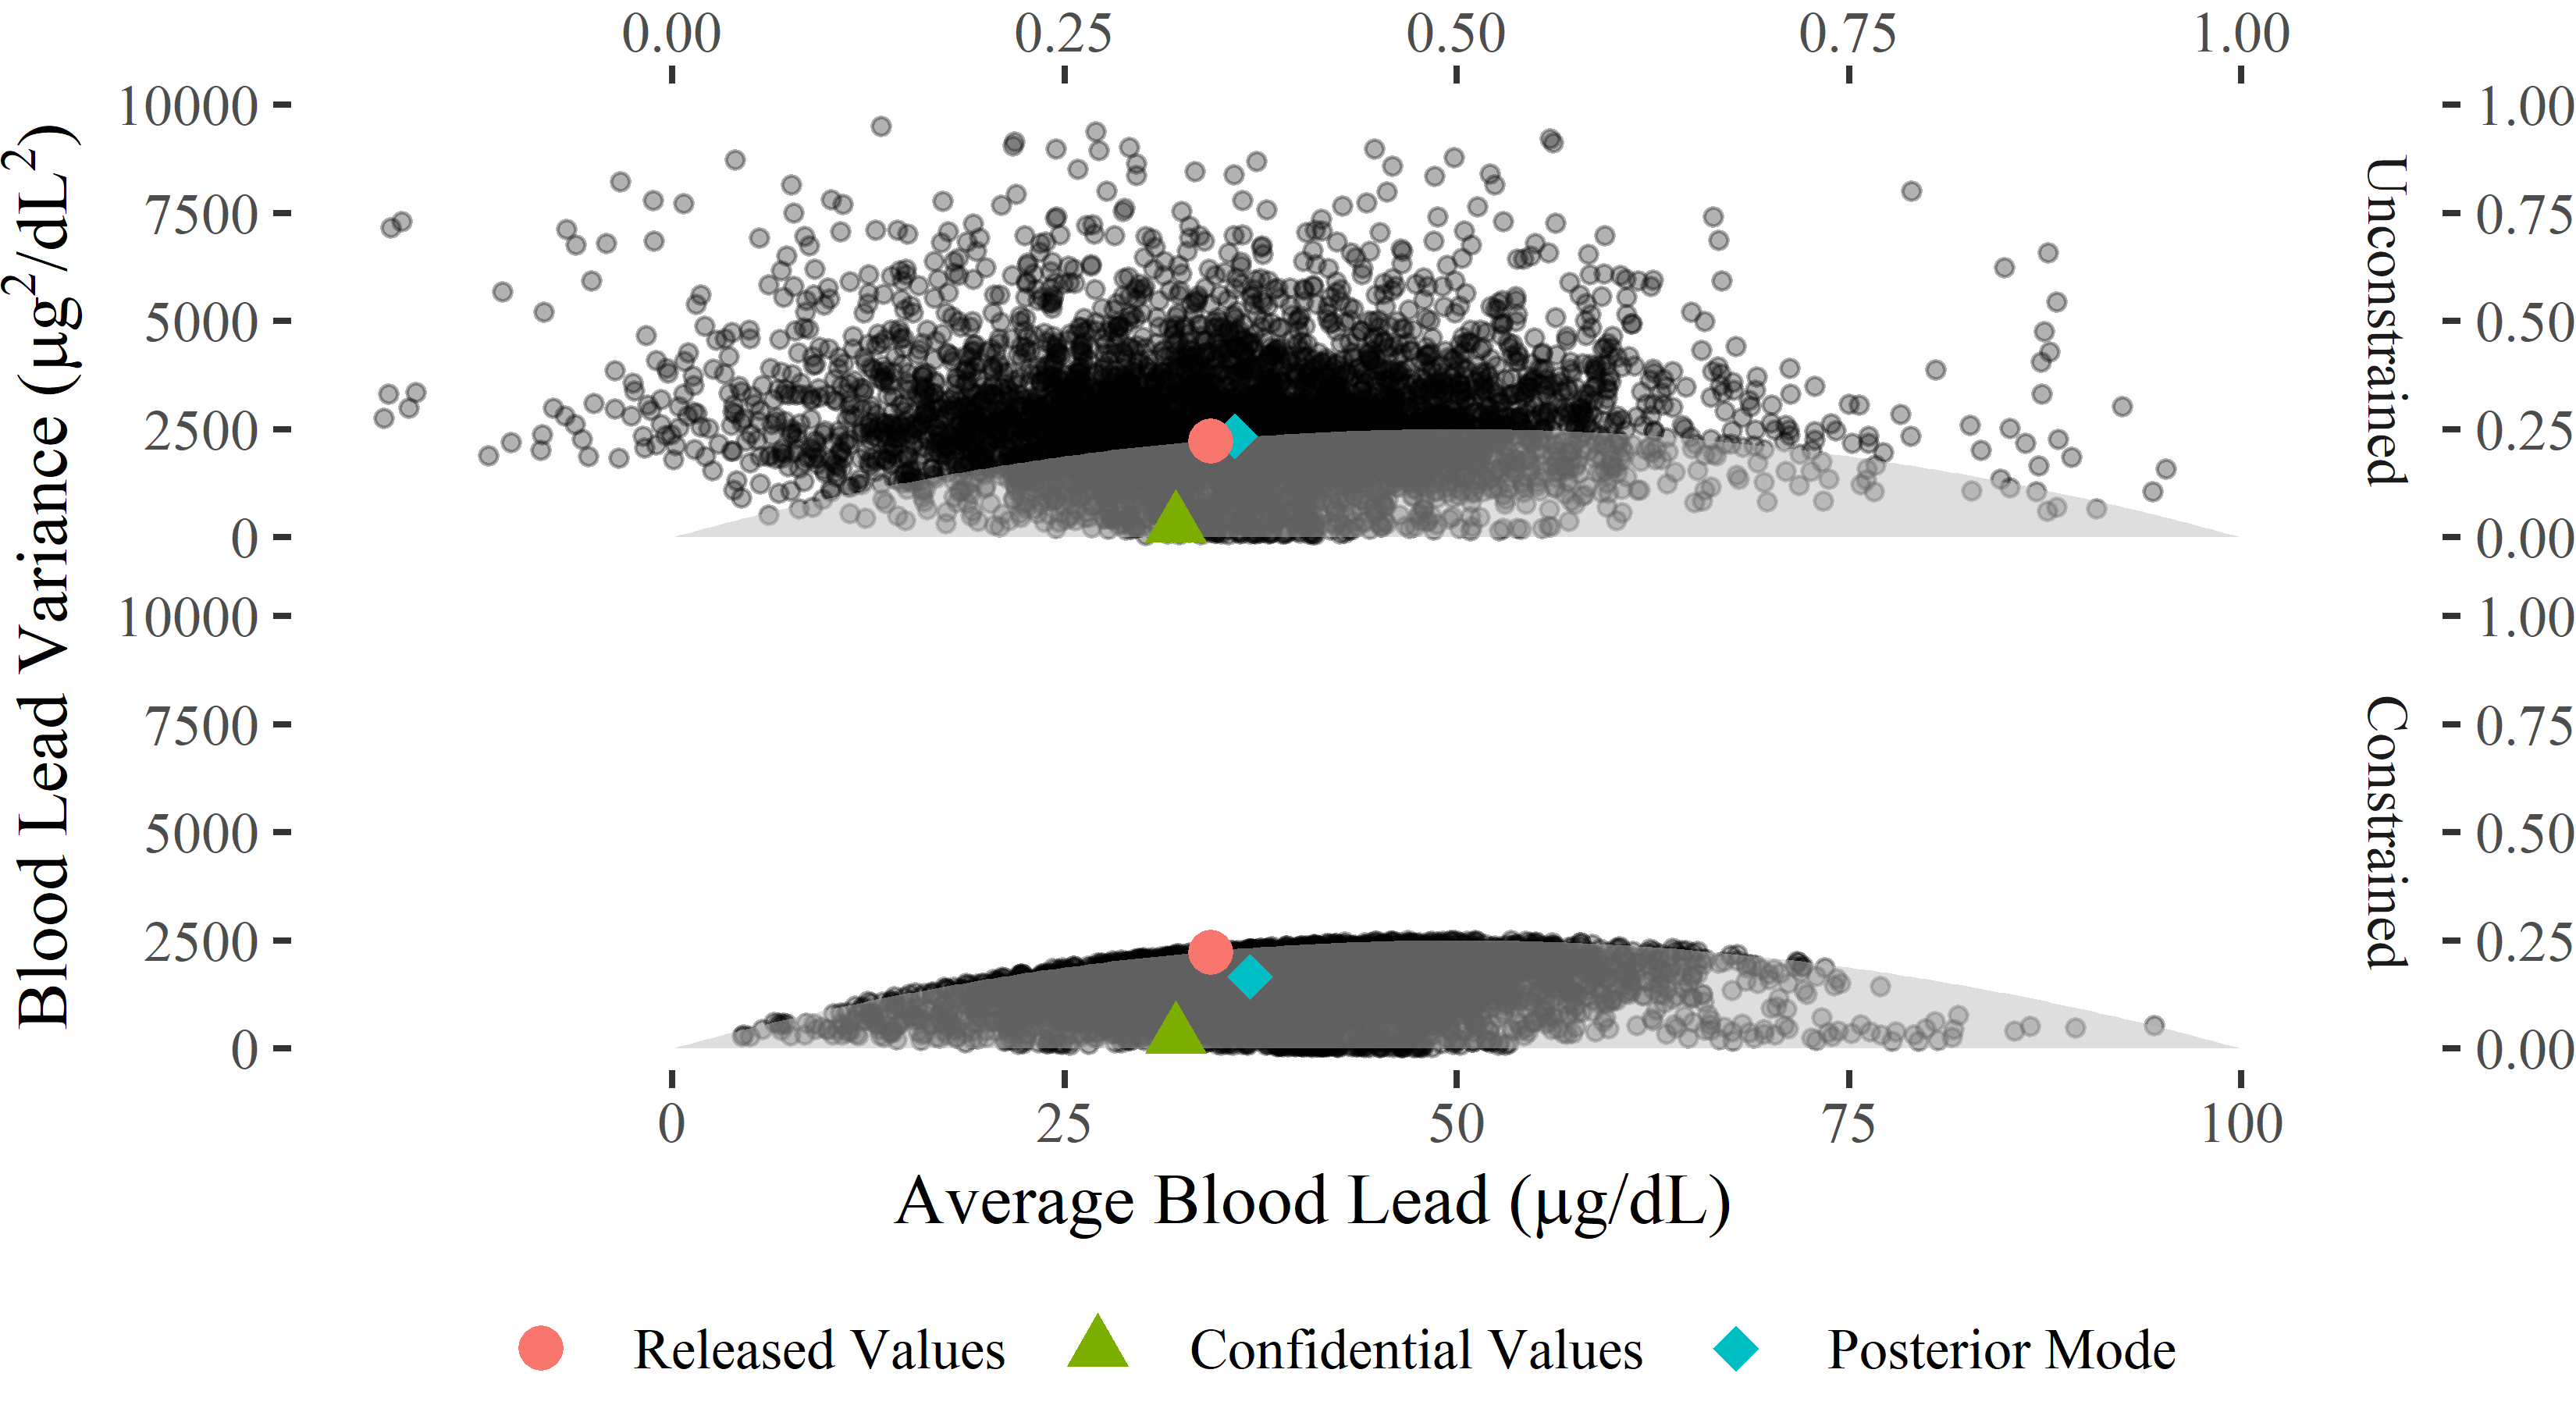 0.00 0.25 0.50 0.75 1.00
Blood Lead Variance (μg²/dL²)
10000
7500
5000
2500
0
Unconstrained
1.00
0.75
0.50
0.25
0.00
10000
7500
5000
2500
0
Constrained
1.00
0.75
0.50
0.25
0.00
0 25 50 75 100
Average Blood Lead (μg/dL)
Released Values Confidential Values Posterior Mode